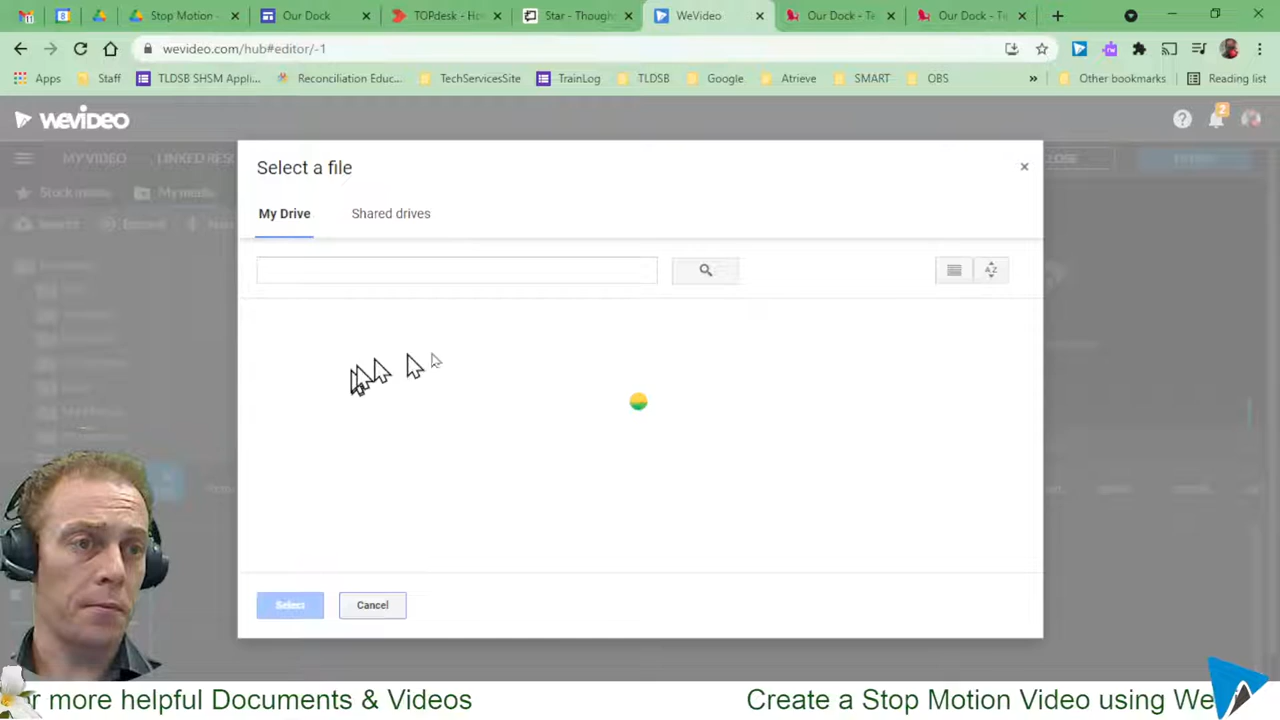 Stop Motion -
Our Dock
TOPdesk - Ho
Star - Though
WeVideo
Our Dock - Te
Our Dock - Te
wevideo.com/hub#editor/-1
Apps
Staff
TLDSB SHSM Appli...
Reconciliation Educ...
TechServicesSite
TrainLog
TLDSB
Google
Atrieve
SMART
OBS
»
Other bookmarks
Reading list
WEVIDEO
2
MY VIDEO
LINKED RES
CLOSE
Stock media
My media
Select a file
My Drive
Shared drives
Select
Cancel
r more helpful Documents & Videos
Create a Stop Motion Video using We